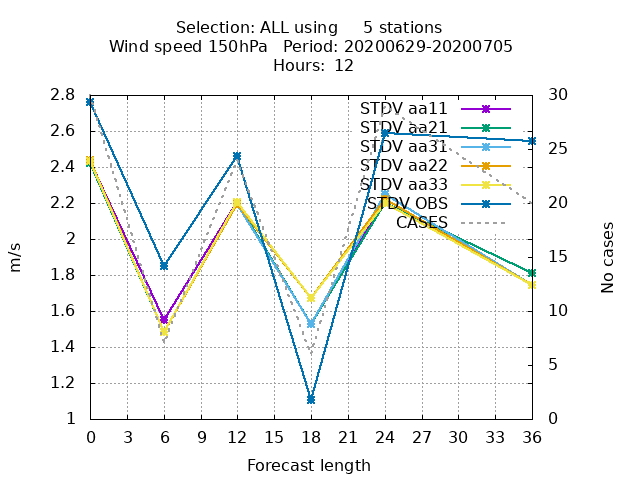 Selection: ALL using     5 stations
Wind speed 150hPa   Period: 20200629-20200705
Hours: 12
m/s
2.8
2.6
2.4
2.2
2
1.8
1.6
1.4
1.2
1
STDV aa11
STDV aa21
STDV aa31
STDV aa22
STDV aa33
STDV OBS
CASES
30
25
20
15
10
5
0
No cases
0 3 6 9 12 15 18 21 24 27 30 33 36
Forecast length